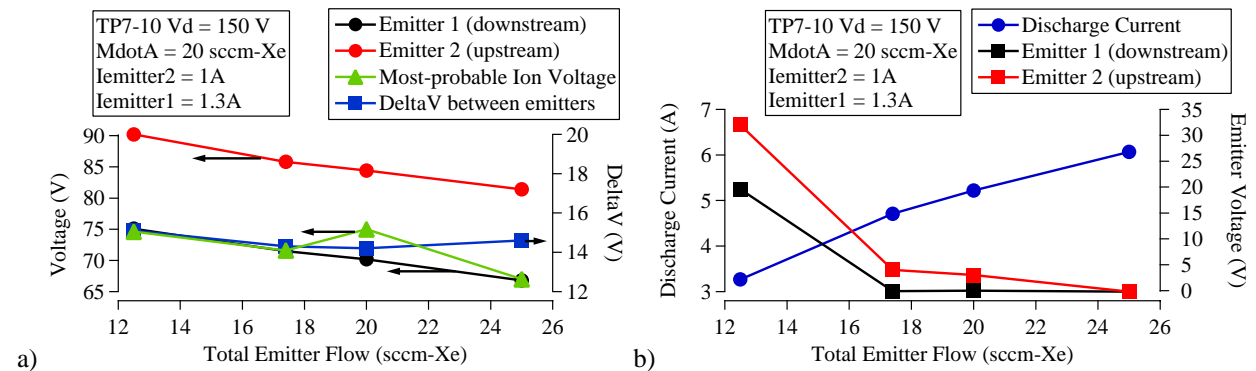 TP7-10 Vd = 150 V
MdotA = 20 sccm-Xe
Iemitter2 = 1A
Iemitter1 = 1.3A
Emitter 1 (downstream)
Emitter 2 (upstream)
Most-probable Ion Voltage
DeltaV between emitters
90
85
80
75
70
65
Voltage (V)
20
18
16
14
12
DeltaV (V)
12 14 16 18 20 22 24 26
Total Emitter Flow (sccm-Xe)
a)
TP7-10 Vd = 150 V
MdotA = 20 sccm-Xe
Iemitter2 = 1A
Iemitter1 = 1.3A
Discharge Current
Emitter 1 (downstream)
Emitter 2 (upstream)
7
6
5
4
3
Discharge Current (A)
35
30
25
20
15
10
5
0
Emitter Voltage (V)
12 14 16 18 20 22 24 26
Total Emitter Flow (sccm-Xe)
b)